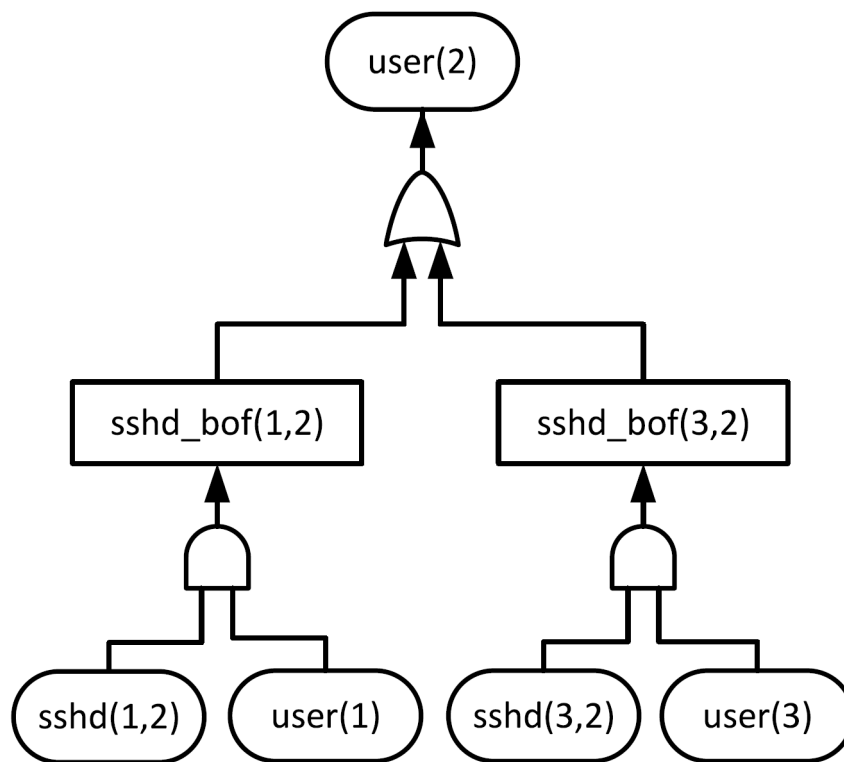 user(2)
sshd_bof(1,2)
sshd_bof(3,2)
sshd(1,2)
user(1)
sshd(3,2)
user(3)